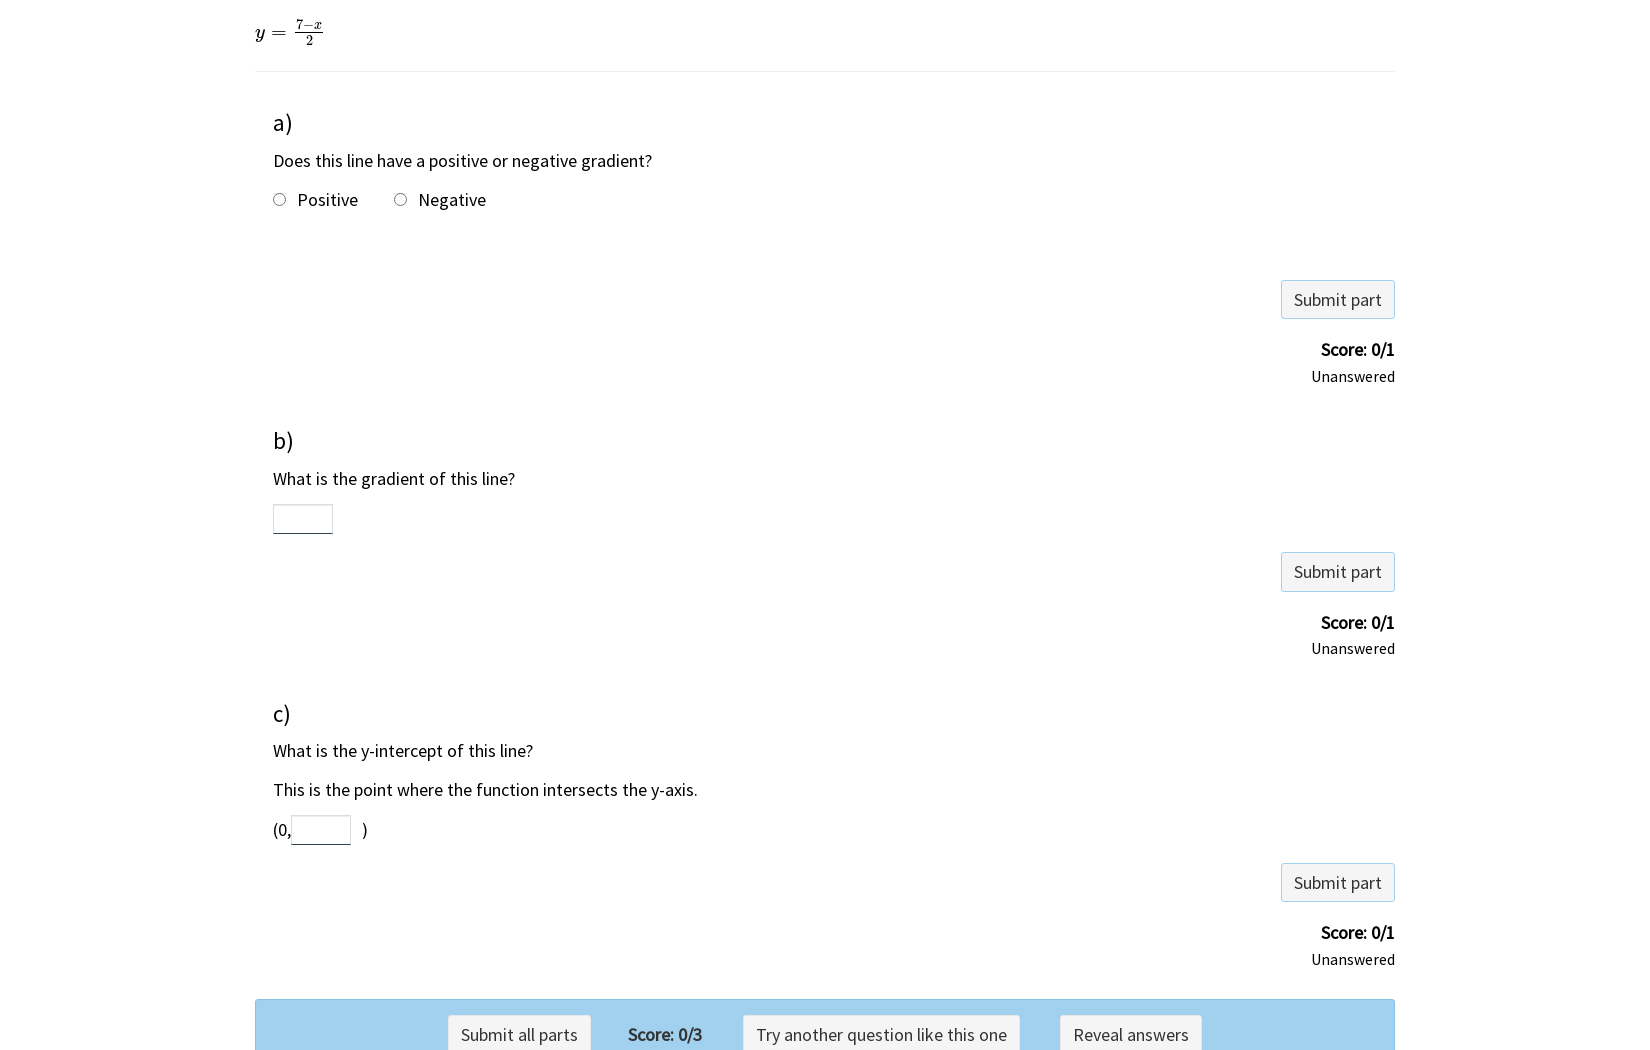 y = \frac{7-x}{2}
a)
Does this line have a positive or negative gradient?
Positive Negative
Submit part
Score: 0/1
Unanswered
b)
What is the gradient of this line?
Submit part
Score: 0/1
Unanswered
c)
What is the y-intercept of this line?
This is the point where the function intersects the y-axis.
(0, )
Submit part
Score: 0/1
Unanswered
Submit all parts Score: 0/3 Try another question like this one Reveal answers